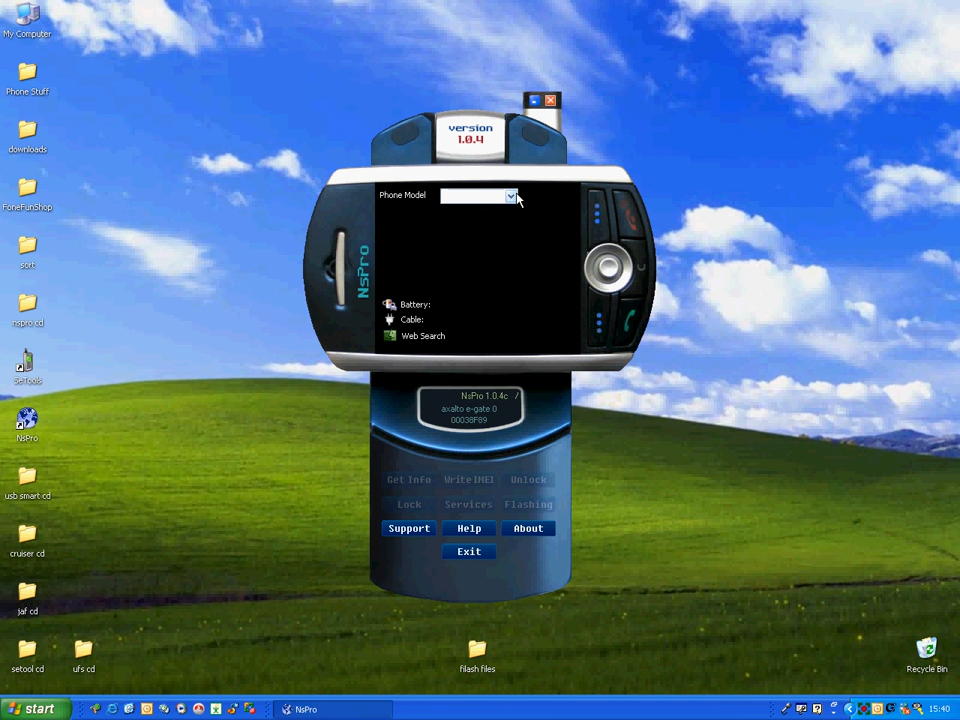 My Computer
Phone Stuff
downloads
FoneFunShop
sort
nspro cd
SeTools
NsPro
usb smart cd
cruiser cd
jaf cd
setool cd
ufs cd
filash files
Recycle Bin
version
1.0.4
Phone Model
NsPro
Battery:
Cable:
Web Search
NsPro 1.0.4c /
axalto e-gate 0
00038F89
Get Info Write IMEI Unlock
Lock Services Flashing
Support Help About
Exit
start
NsPro
15:40